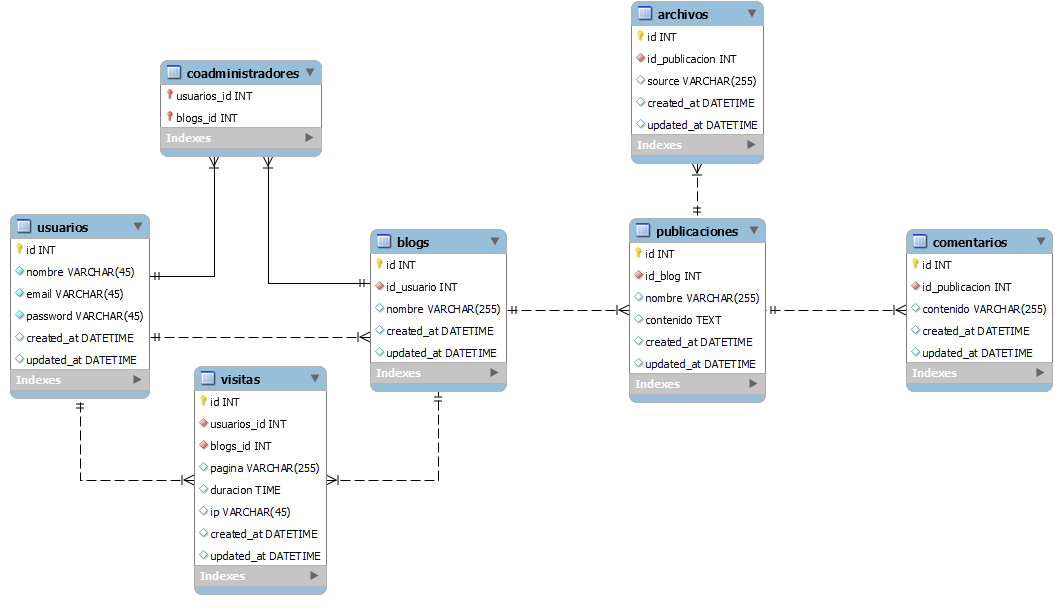 archivos
id INT
id_publicacion INT
source VARCHAR(255)
created_at DATETIME
updated_at DATETIME
Indexes
coadministradores
usuarios_id INT
blogs_id INT
Indexes
usuarios
id INT
nombre VARCHAR(45)
email VARCHAR(45)
password VARCHAR(45)
created_at DATETIME
updated_at DATETIME
Indexes
blogs
id INT
id_usuario INT
nombre VARCHAR(255)
created_at DATETIME
updated_at DATETIME
Indexes
publicaciones
id INT
id_blog INT
nombre VARCHAR(255)
contenido TEXT
created_at DATETIME
updated_at DATETIME
Indexes
comentarios
id INT
id_publicacion INT
contenido VARCHAR(255)
created_at DATETIME
updated_at DATETIME
Indexes
visitas
id INT
usuarios_id INT
blogs_id INT
pagina VARCHAR(255)
duracion TIME
ip VARCHAR(45)
created_at DATETIME
updated_at DATETIME
Indexes